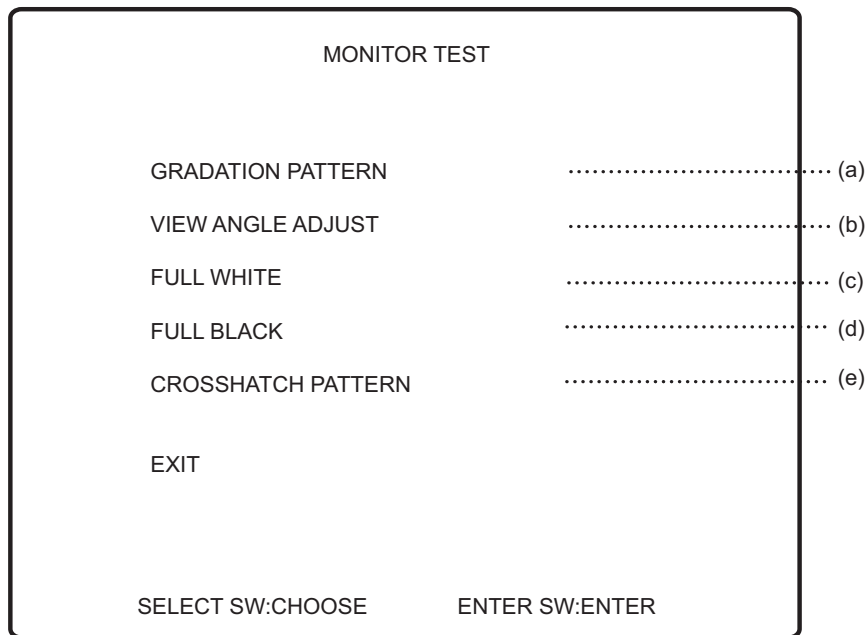 MONITOR TEST
GRADATION PATTERN ................................. (a)
VIEW ANGLE ADJUST ................................. (b)
FULL WHITE ................................. (c)
FULL BLACK ................................. (d)
CROSSHATCH PATTERN ................................. (e)
EXIT
SELECT SW:CHOOSE ENTER SW:ENTER